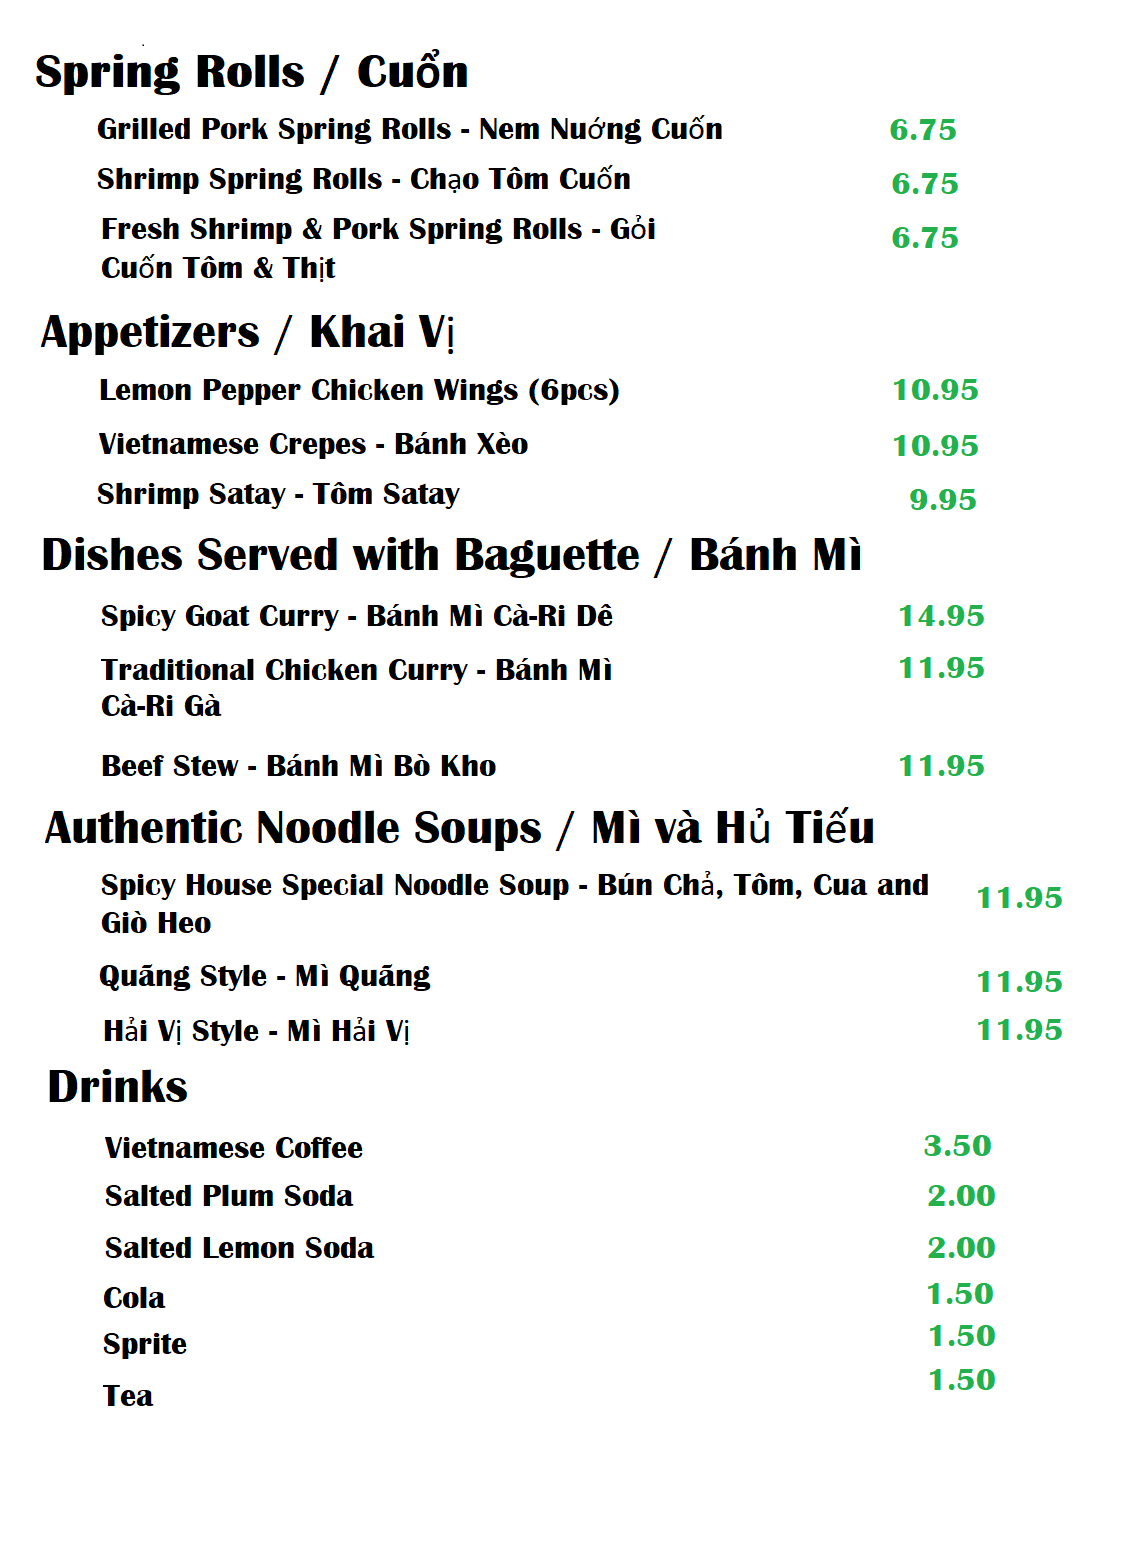 Spring Rolls / Cuổn
Grilled Pork Spring Rolls - Nem Nướng Cuốn 6.75
Shrimp Spring Rolls - Chạo Tôm Cuốn 6.75
Fresh Shrimp & Pork Spring Rolls - Gỏi 6.75
Cuốn Tôm & Thịt
Appetizers / Khai Vị
Lemon Pepper Chicken Wings (6pcs) 10.95
Vietnamese Crepes - Bánh Xèo 10.95
Shrimp Satay - Tôm Satay 9.95
Dishes Served with Baguette / Bánh Mì
Spicy Goat Curry - Bánh Mì Cà-Ri Dê 14.95
Traditional Chicken Curry - Bánh Mì 11.95
Cà-Ri Gà
Beef Stew - Bánh Mì Bò Kho 11.95
Authentic Noodle Soups / Mì và Hủ Tiếu
Spicy House Special Noodle Soup - Bún Chả, Tôm, Cua and 11.95
Giò Heo
Quãng Style - Mì Quãng 11.95
Hải Vị Style - Mì Hải Vị 11.95
Drinks
Vietnamese Coffee 3.50
Salted Plum Soda 2.00
Salted Lemon Soda 2.00
Cola 1.50
Sprite 1.50
Tea 1.50